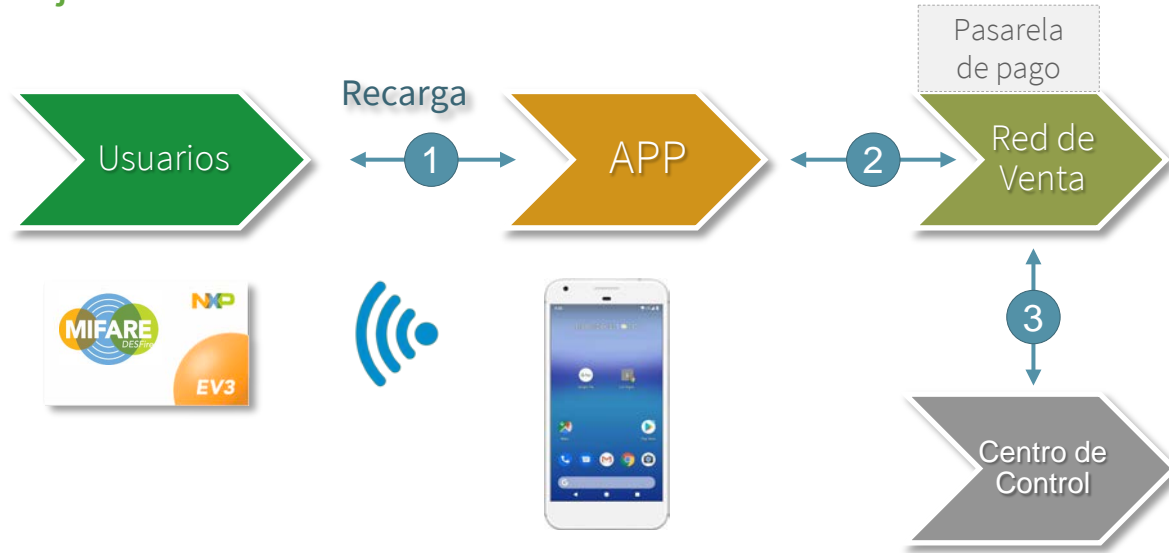 Pasarela
de pago
Recarga
Usuarios
1
APP
2
Red de
Venta
3
MIFARE
DESFire
NXP
EV3
Centro de
Control